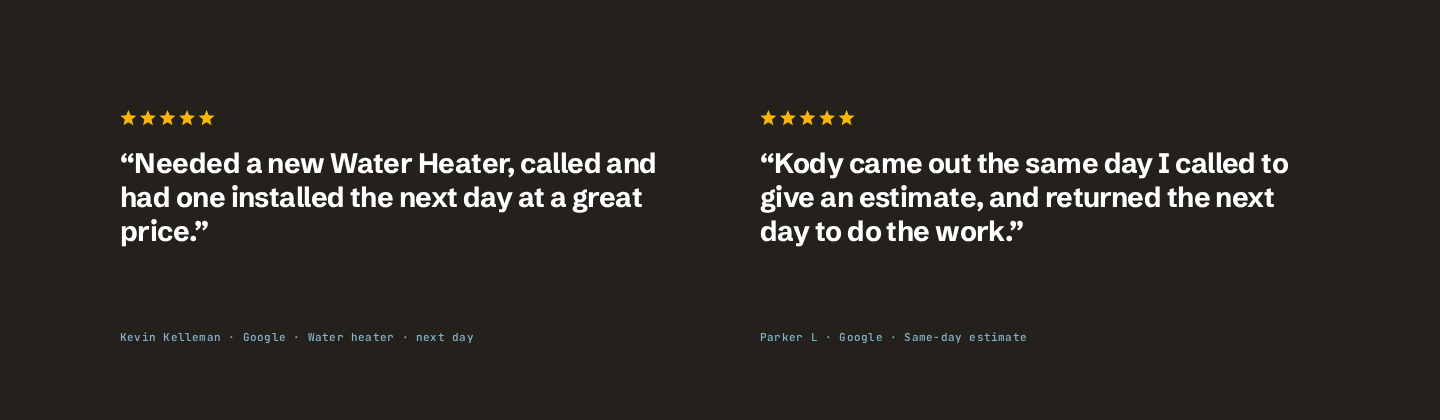 “Needed a new Water Heater, called and
had one installed the next day at a great
price.”
Kevin Kelleman · Google · Water heater · next day
“Kody came out the same day I called to
give an estimate, and returned the next
day to do the work.”
Parker L · Google · Same-day estimate